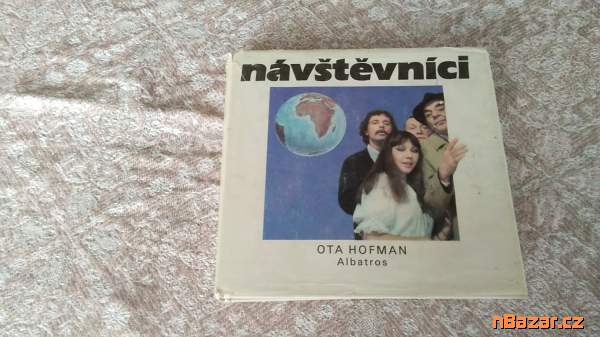 návštěvníci
OTA HOFMAN
Albatros
nBazar.cz